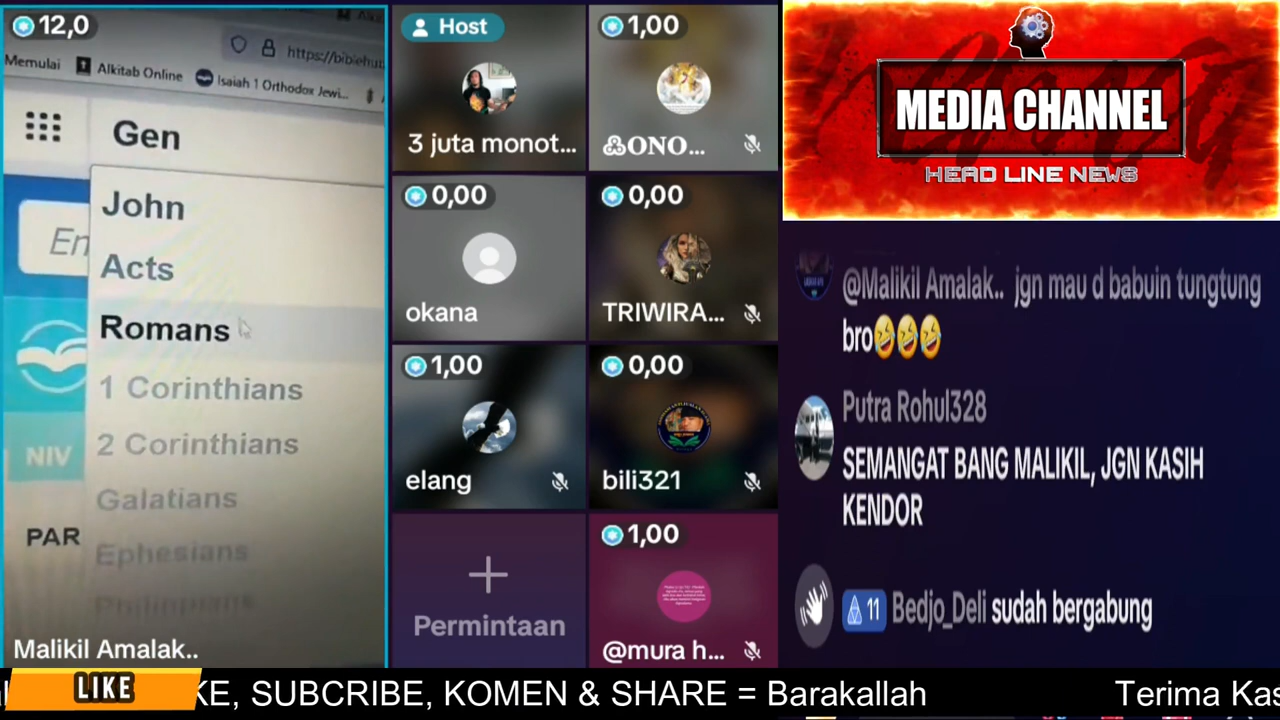 12,0
https://biblehu
Memulai
Alkitab Online
Isaiah 1 Orthodox Jewi...
Gen
John
Acts
Romans
1 Corinthians
2 Corinthians
NIV
Galatians
PAR
Ephesians
Malikil Amalak..
Host
3 juta monot...
1,00
ONO...
0,00
okana
0,00
TRIWIRA...
1,00
elang
0,00
bili321
Permintaan
1,00
@mura h...
MEDIA CHANNEL
HEAD LINE NEWS
@Malikil Amalak.. jgn mau d babuin tungtung
bro🤣🤣🤣
Putra Rohul328
SEMANGAT BANG MALIKIL, JGN KASIH
KENDOR
11 Bedjo_Deli sudah bergabung
LIKE
KE, SUBCRIBE, KOMEN & SHARE = Barakallah
Terima Kas